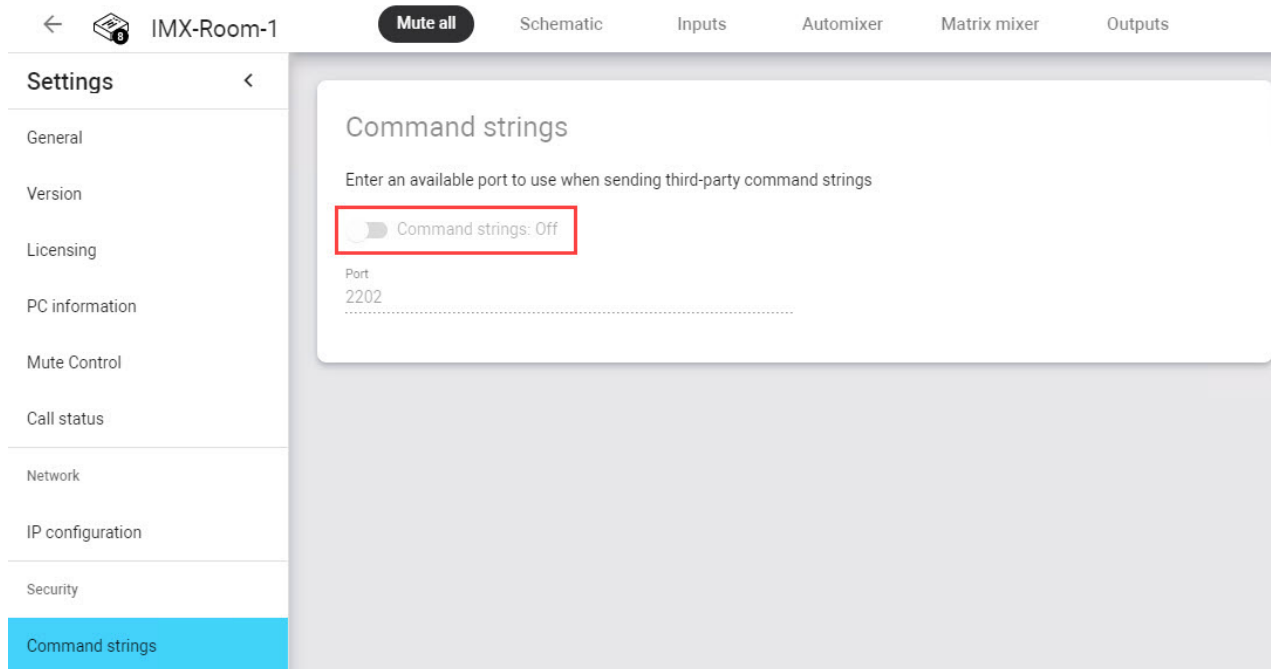 8 IMX-Room-1 Mute all Schematic Inputs Automixer Matrix mixer Outputs
Settings
General
Version
Licensing
PC information
Mute Control
Call status
Network
IP configuration
Security
Command strings
Command strings
Enter an available port to use when sending third-party command strings
Command strings: Off
Port
2202